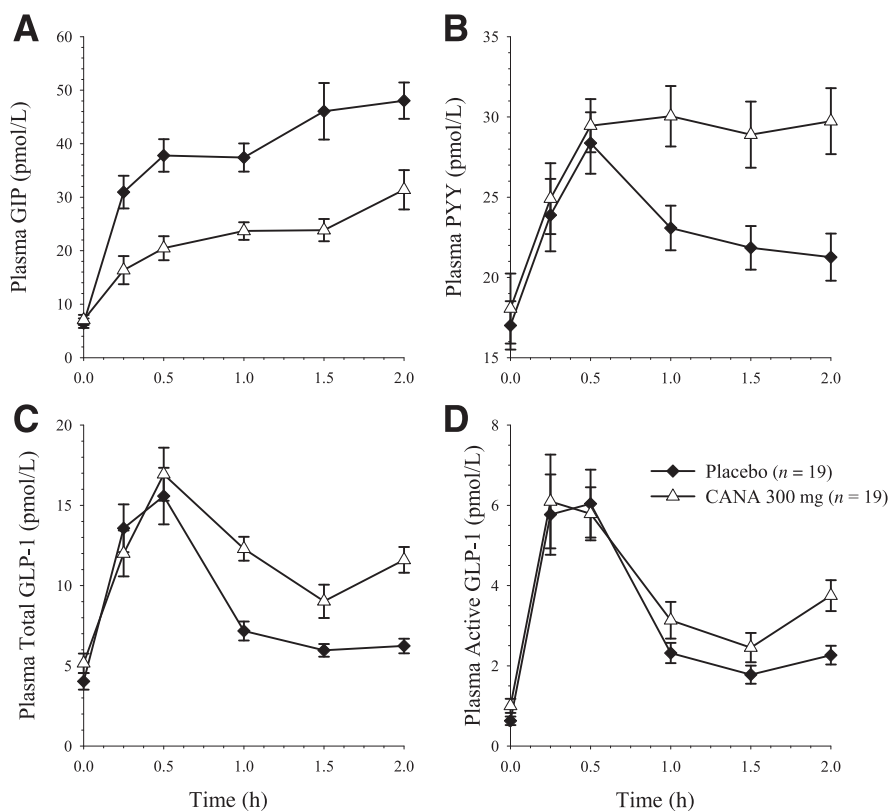 A
Plasma GIP (pmol/L)
60
50
40
30
20
10
0
0.0 0.5 1.0 1.5 2.0
B
Plasma PYY (pmol/L)
35
30
25
20
15
0.0 0.5 1.0 1.5 2.0
C
Plasma Total GLP-1 (pmol/L)
20
15
10
5
0
0.0 0.5 1.0 1.5 2.0
Time (h)
D
Plasma Active GLP-1 (pmol/L)
8
6
4
2
0
Placebo (n = 19)
CANA 300 mg (n = 19)
0.0 0.5 1.0 1.5 2.0
Time (h)